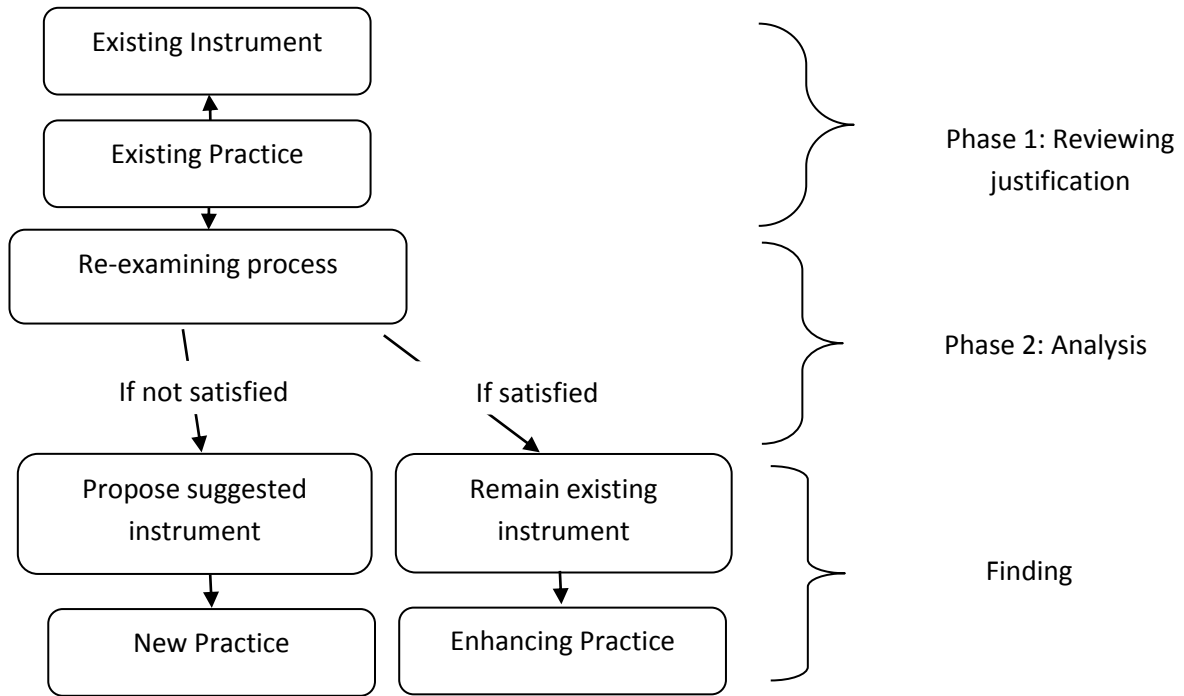 Existing Instrument
Existing Practice
Phase 1: Reviewing
justification
Re-examining process
Phase 2: Analysis
If not satisfied
If satisfied
Propose suggested
instrument
Remain existing
instrument
Finding
New Practice
Enhancing Practice